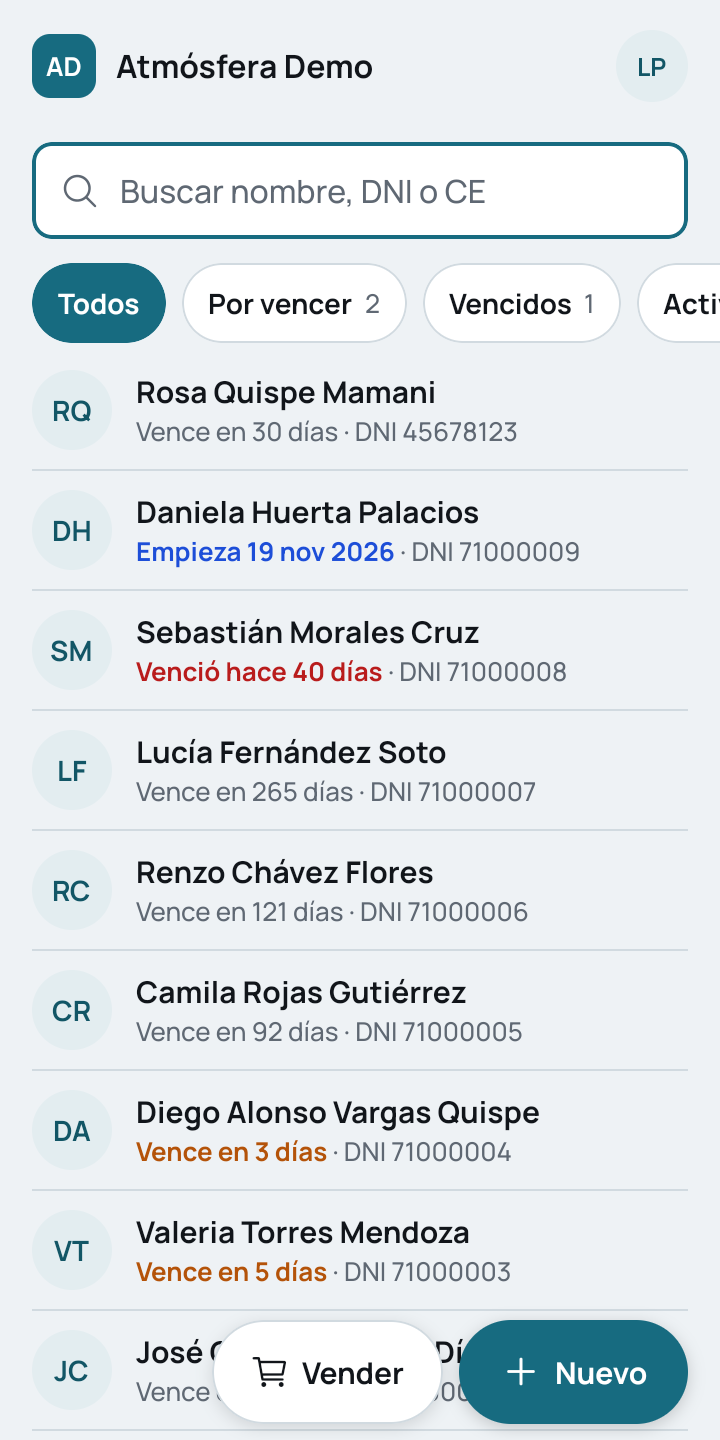 AD Atmósfera Demo LP
Buscar nombre, DNI o CE
Todos Por vencer 2 Vencidos 1
RQ Rosa Quispe Mamani
Vence en 30 días · DNI 45678123
DH Daniela Huerta Palacios
Empieza 19 nov 2026 · DNI 71000009
SM Sebastián Morales Cruz
Venció hace 40 días · DNI 71000008
LF Lucía Fernández Soto
Vence en 265 días · DNI 71000007
RC Renzo Chávez Flores
Vence en 121 días · DNI 71000006
CR Camila Rojas Gutiérrez
Vence en 92 días · DNI 71000005
DA Diego Alonso Vargas Quispe
Vence en 3 días · DNI 71000004
VT Valeria Torres Mendoza
Vence en 5 días · DNI 71000003
JC José
Vence
Vender + Nuevo